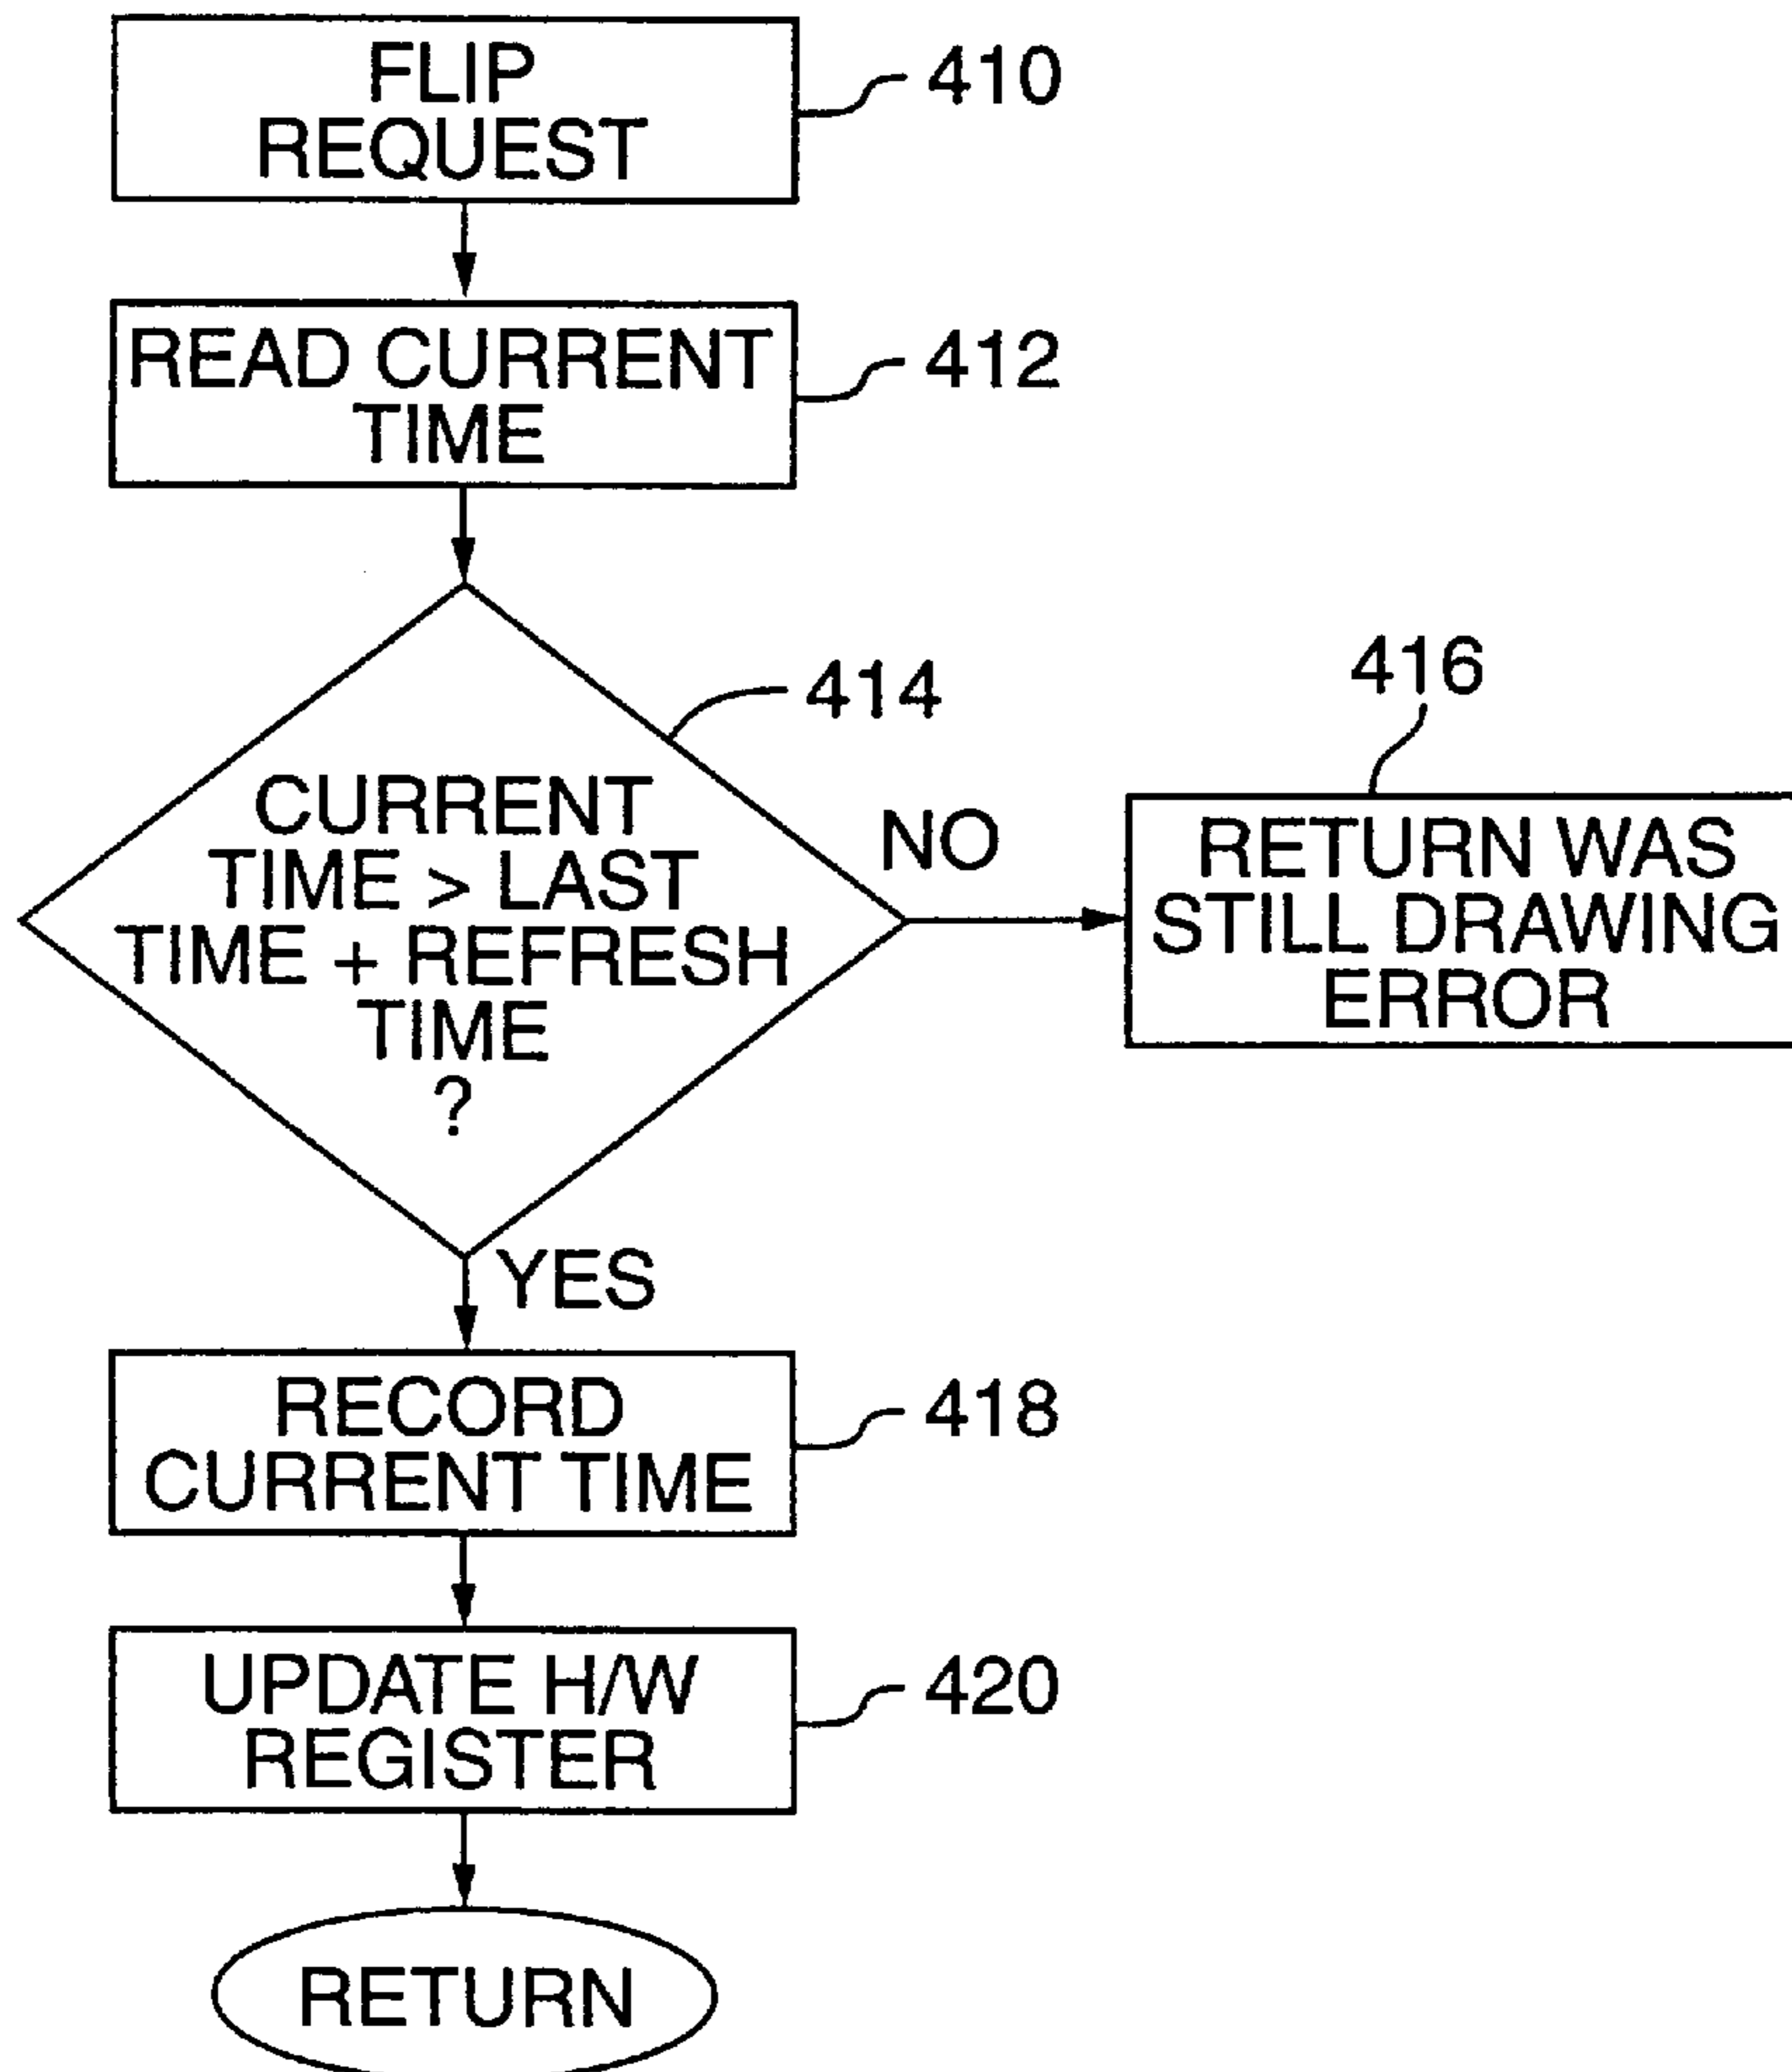 FLIP
REQUEST
410
READ CURRENT
TIME
412
414
CURRENT
TIME > LAST
TIME + REFRESH
TIME
?
NO
416
RETURN WAS
STILL DRAWING
ERROR
YES
RECORD
CURRENT TIME
418
UPDATE H/W
REGISTER
420
RETURN